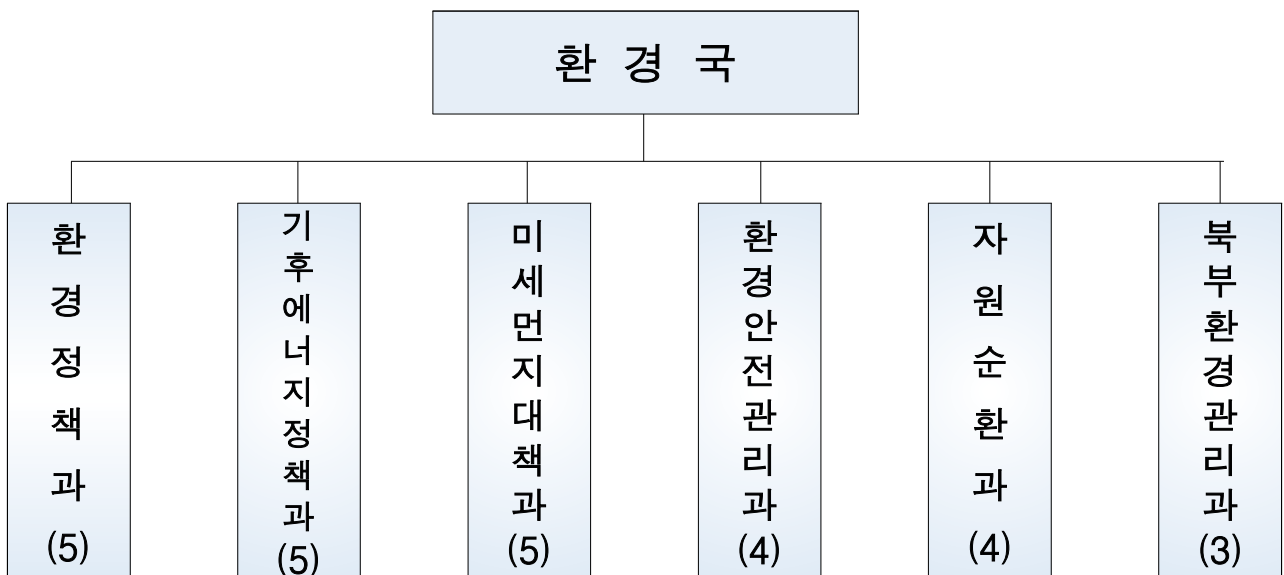 환 경 국
환경정책과(5)
기후에너지정책과(5)
미세먼지대책과(5)
환경안전관리과(4)
자원순환과(4)
북부환경관리과(3)